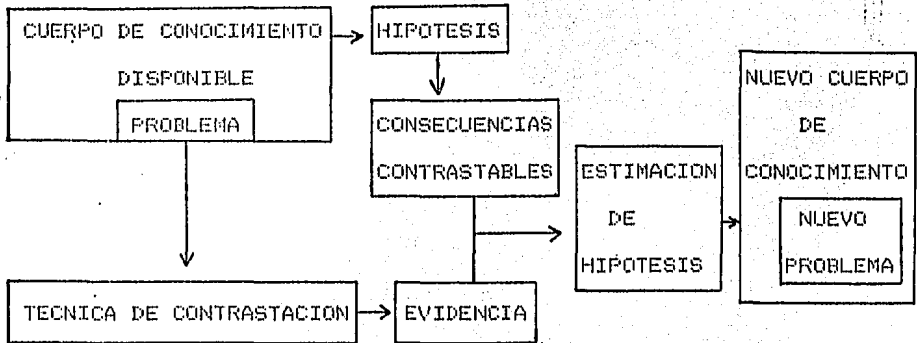 CUERPO DE CONOCIMIENTO
DISPONIBLE
PROBLEMA
HIPOTESIS
CONSECUENCIAS
CONTRASTABLES
TECNICA DE CONTRASTACION
EVIDENCIA
ESTIMACION
DE
HIPOTESIS
NUEVO CUERPO
DE
CONOCIMIENTO
NUEVO
PROBLEMA